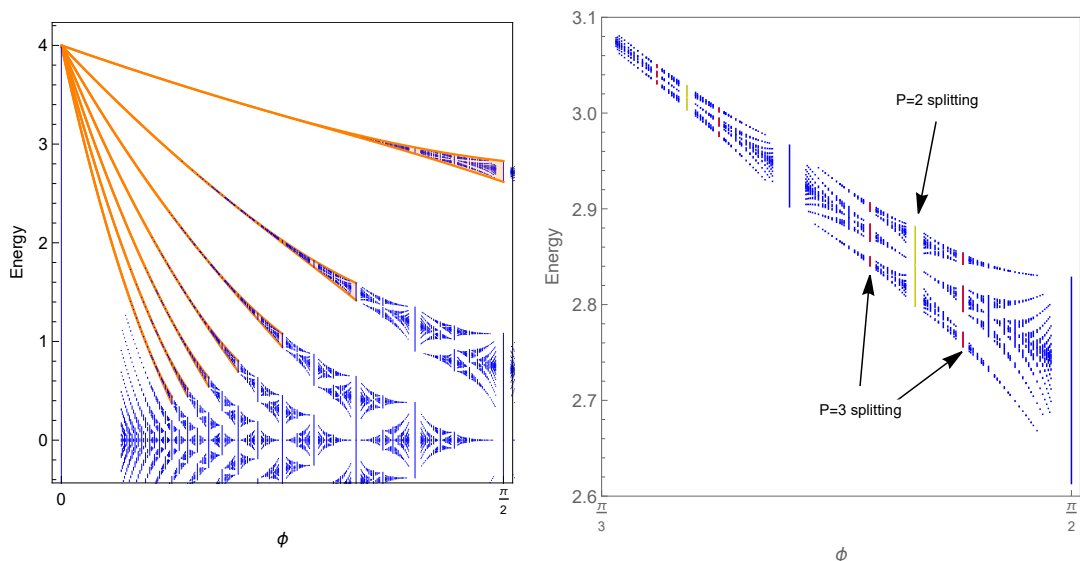 4
3
2
1
0
Energy
0
π
2
ϕ
3.1
3.0
2.9
2.8
2.7
2.6
Energy
P=2 splitting
P=3 splitting
π
3
π
2
ϕ